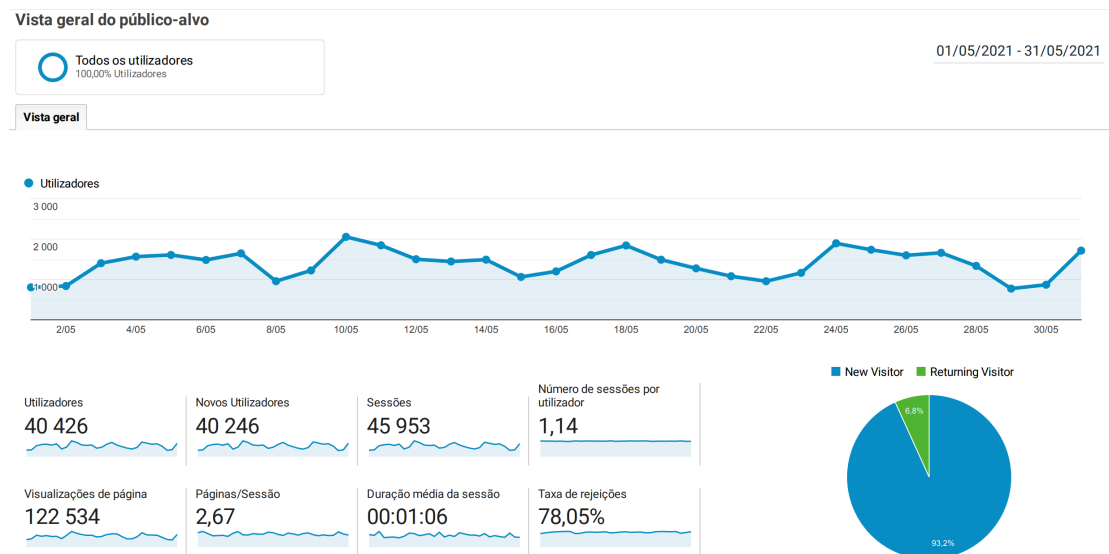 Vista geral do público-alvo
Todos os utilizadores
100,00% Utilizadores
01/05/2021 - 31/05/2021
Vista geral
Utilizadores
3 000
2 000
1 000
2/05 4/05 6/05 8/05 10/05 12/05 14/05 16/05 18/05 20/05 22/05 24/05 26/05 28/05 30/05
New Visitor Returning Visitor
Utilizadores
40 426
Novos Utilizadores
40 246
Sessões
45 953
Número de sessões por
utilizador
1,14
Visualizações de página
122 534
Páginas/Sessão
2,67
Duração média da sessão
00:01:06
Taxa de rejeições
78,05%
6,8%
93,2%